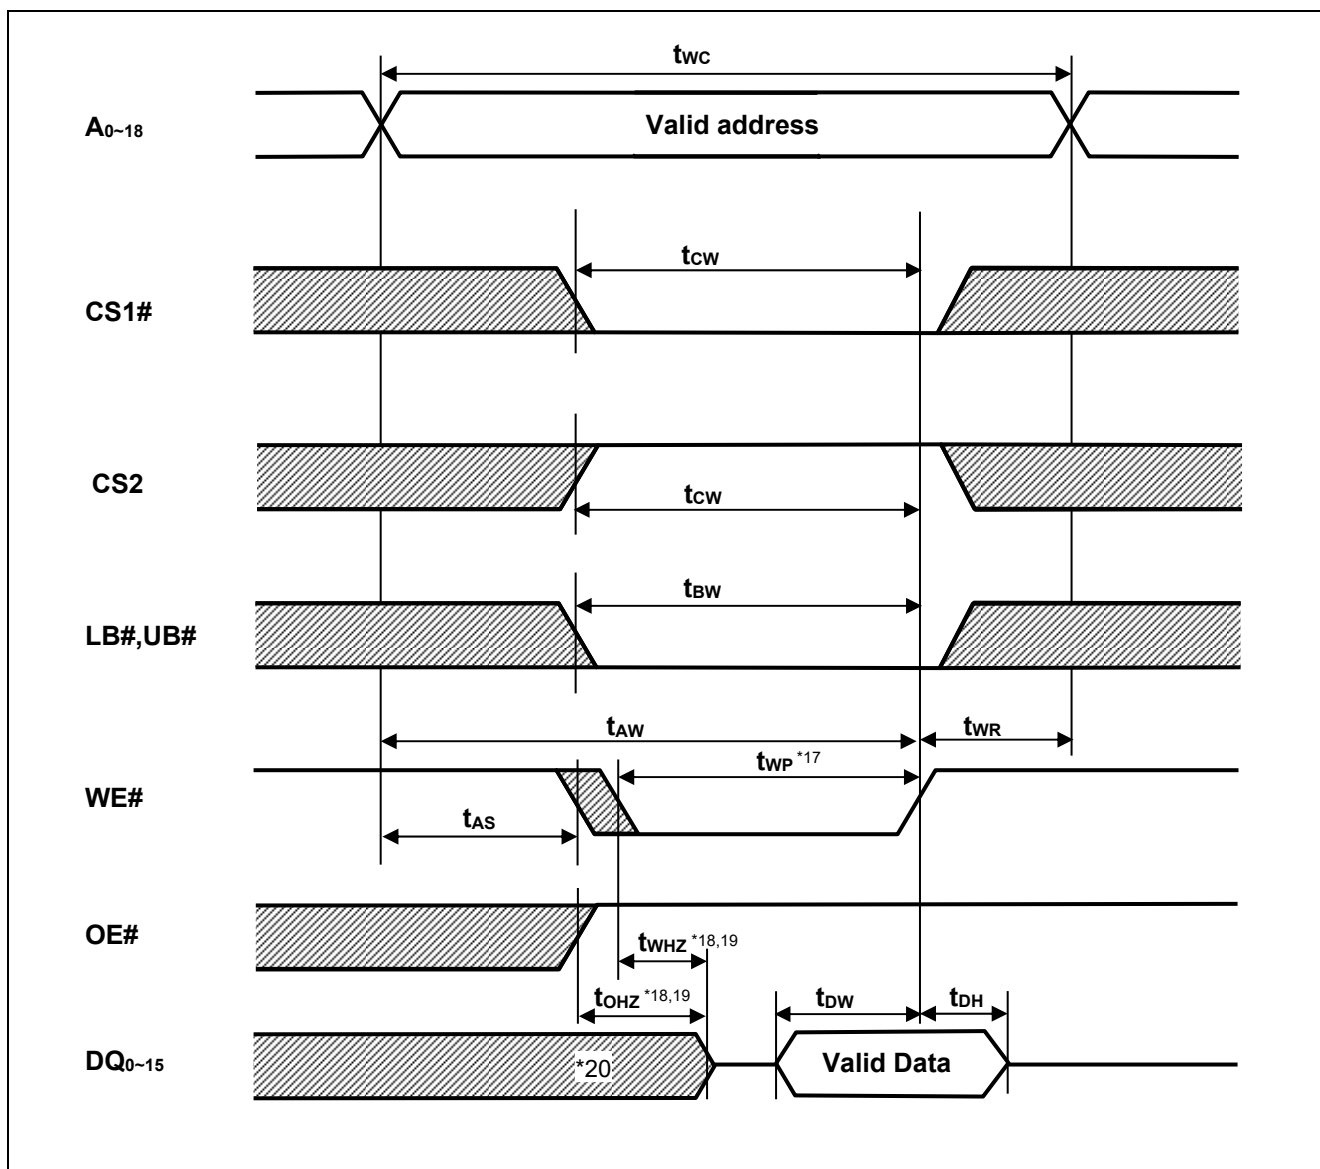 tWC
A0~18
Valid address
tCW
CS1#
CS2
tCW
tBW
LB#,UB#
tAW
tWR
tWP *17
WE#
tAS
OE#
tWHZ *18,19
tOHZ *18,19
tDW
tDH
DQ0~15
*20
Valid Data